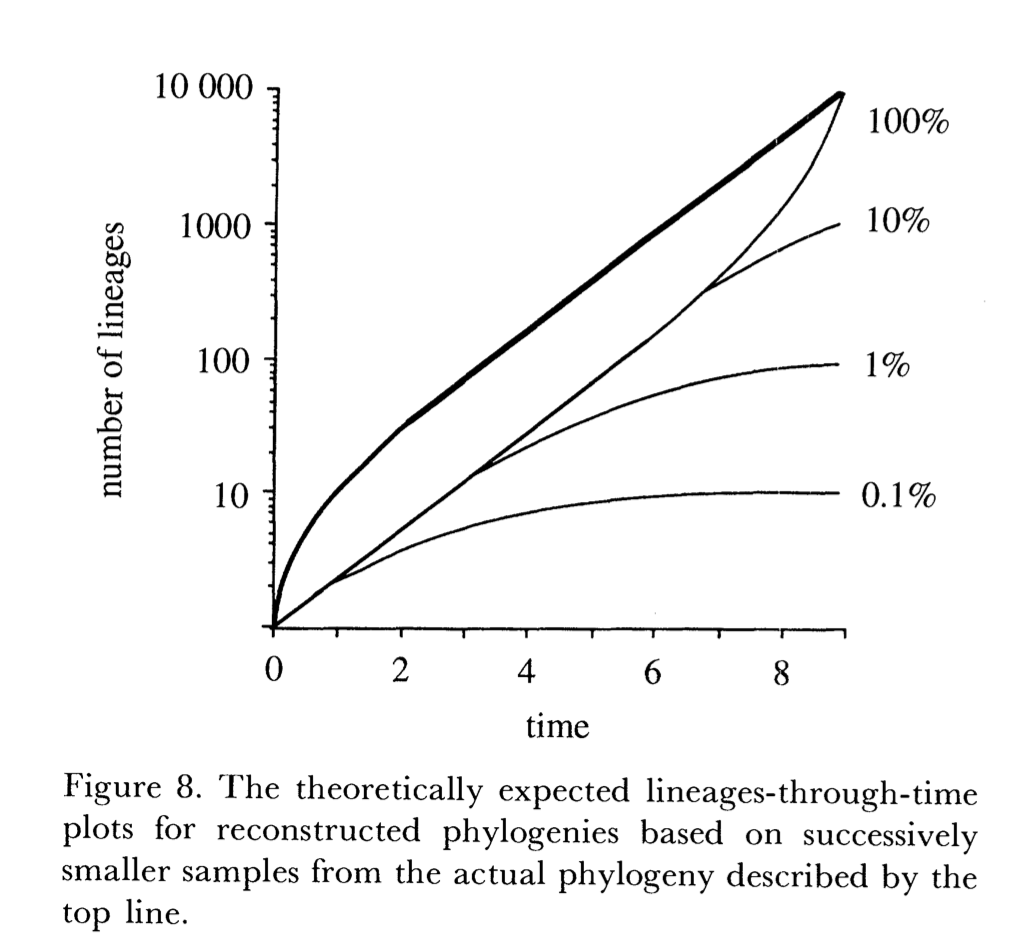 10 000
100%
1000
10%
number of lineages
100
1%
10
0.1%
0 2 4 6 8
time
Figure 8. The theoretically expected lineages-through-time
plots for reconstructed phylogenies based on successively
smaller samples from the actual phylogeny described by the
top line.